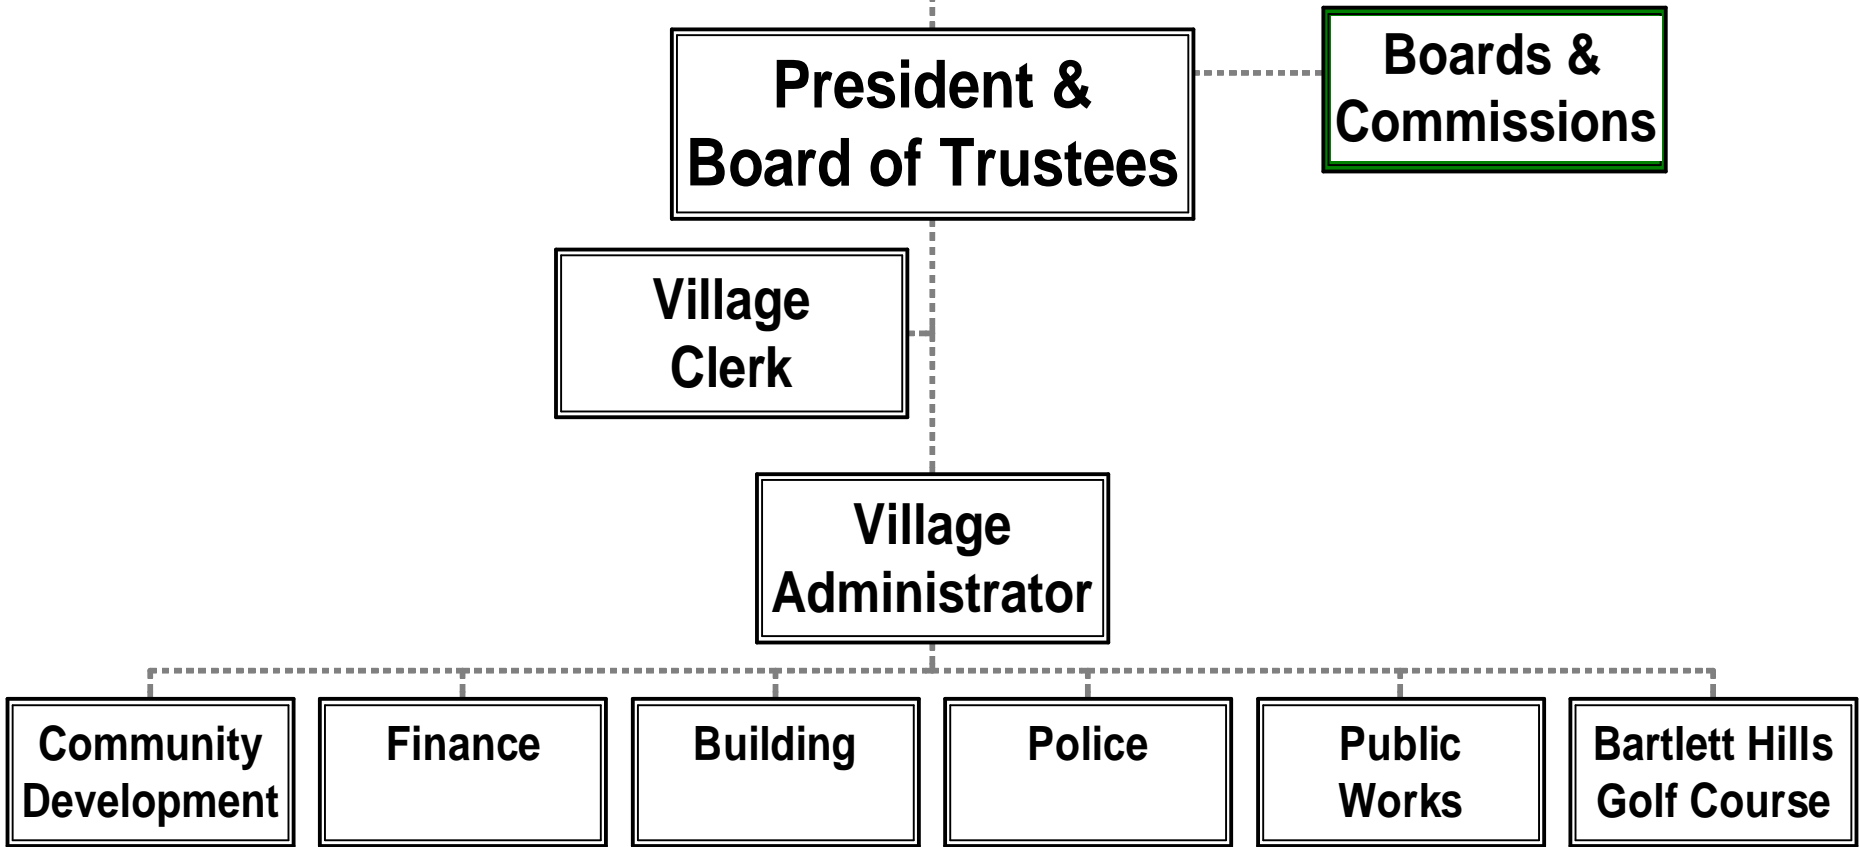 President &
Board of Trustees
Boards &
Commissions
Village
Clerk
Village
Administrator
Community
Development
Finance
Building
Police
Public
Works
Bartlett Hills
Golf Course